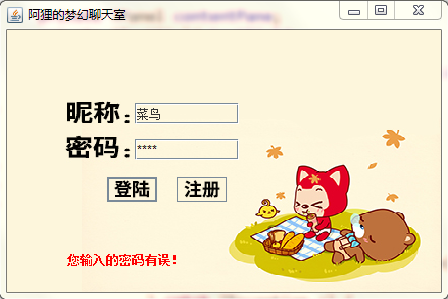 阿狸的梦幻聊天室
昵称: 菜鸟
密码: ****
登陆 注册
您输入的密码有误!